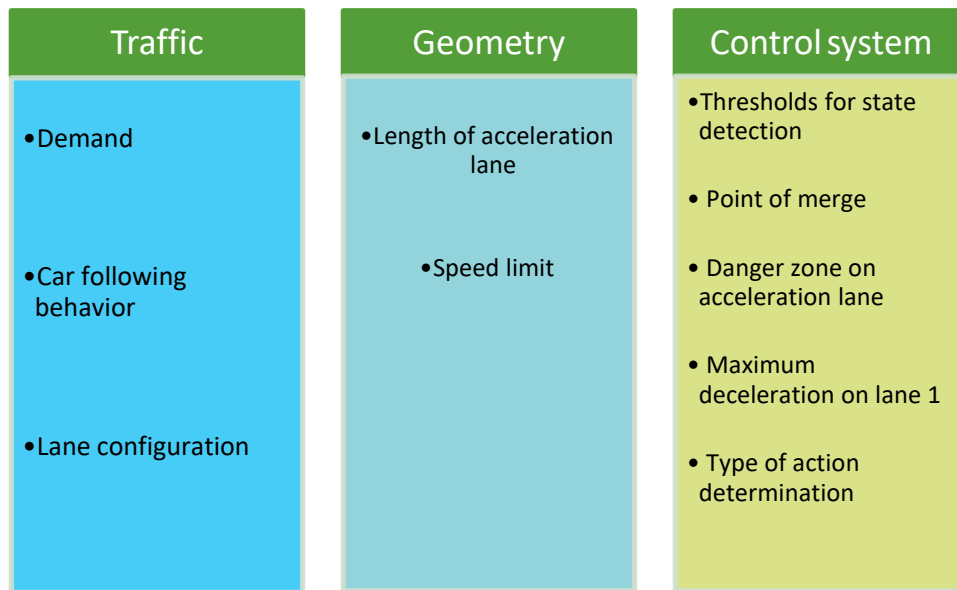 Traffic
•Demand
•Car following
behavior
•Lane configuration
Geometry
•Length of acceleration
lane
•Speed limit
Control system
•Thresholds for state
detection
• Point of merge
• Danger zone on
acceleration lane
• Maximum
deceleration on lane 1
• Type of action
determination